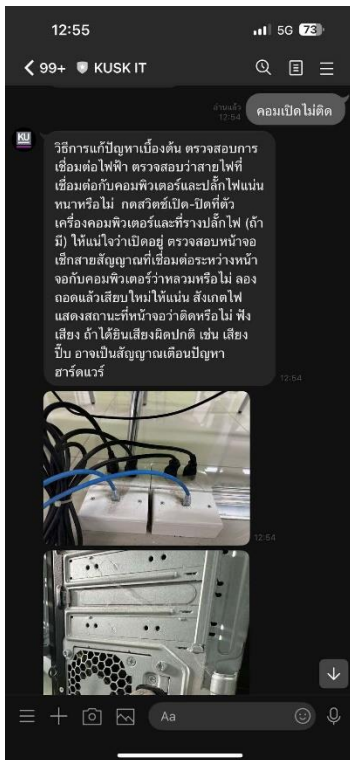 12:55
5G 73
99+ KUSK IT
อ่านแล้ว
12:54
คอมเปิดไม่ติด
KU
วิธีการแก้ปัญหาเบื้องต้น ตรวจสอบการ
เชื่อมต่อไฟฟ้า ตรวจสอบว่าสายไฟที่
เชื่อมต่อกับคอมพิวเตอร์และปลั๊กไฟแน่น
หนาหรือไม่ กดสวิตช์เปิด-ปิดที่ตัว
เครื่องคอมพิวเตอร์และที่รางปลั๊กไฟ (ถ้า
มี) ให้แน่ใจว่าเปิดอยู่ ตรวจสอบหน้าจอ
เช็กสายสัญญาณที่เชื่อมต่อระหว่างหน้า
จอกับคอมพิวเตอร์ว่าหลวมหรือไม่ ลอง
ถอดแล้วเสียบใหม่ให้แน่น สังเกตไฟ
แสดงสถานะที่หน้าจอว่าติดหรือไม่ ฟัง
เสียง ถ้าได้ยินเสียงผิดปกติ เช่น เสียง
ปี๊บ อาจเป็นสัญญาณเตือนปัญหา
ฮาร์ดแวร์
12:54
12:54
Aa